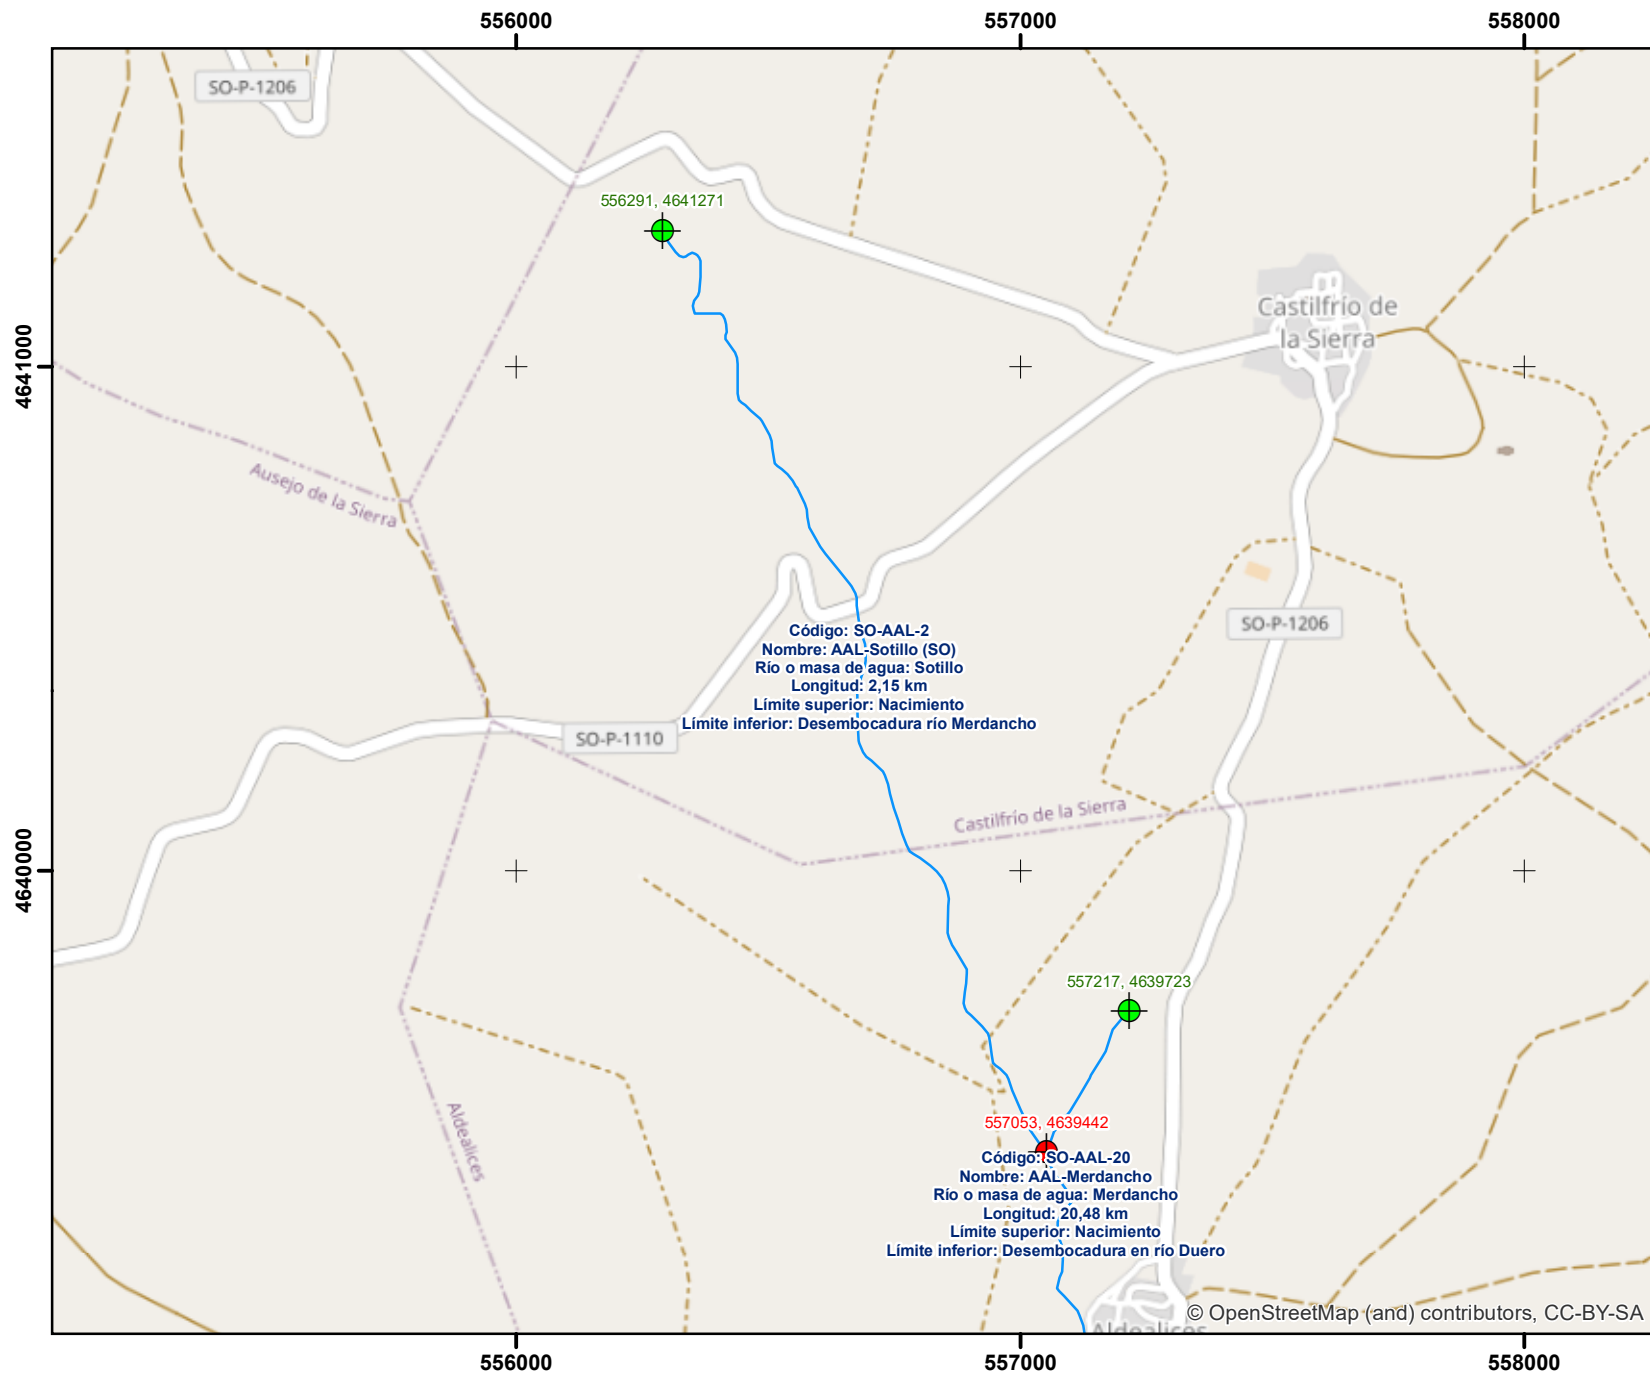 556000
557000
558000
SO-P-1206
556291, 4641271
Castilfrío de
la Sierra
4641000
Ausejo de la Sierra
SO-P-1206
Código: SO-AAL-2
Nombre: AAL-Sotillo (SO)
Río o masa de agua: Sotillo
Longitud: 2,15 km
Límite superior: Nacimiento
Límite inferior: Desembocadura río Merdancho
SO-P-1110
Castilfrío de la Sierra
4640000
557217, 4639723
Aldealices
557053, 4639442
Código: SO-AAL-20
Nombre: AAL-Merdancho
Río o masa de agua: Merdancho
Longitud: 20,48 km
Límite superior: Nacimiento
Límite inferior: Desembocadura en río Duero
© OpenStreetMap (and) contributors, CC-BY-SA
Aldealices
556000
557000
558000